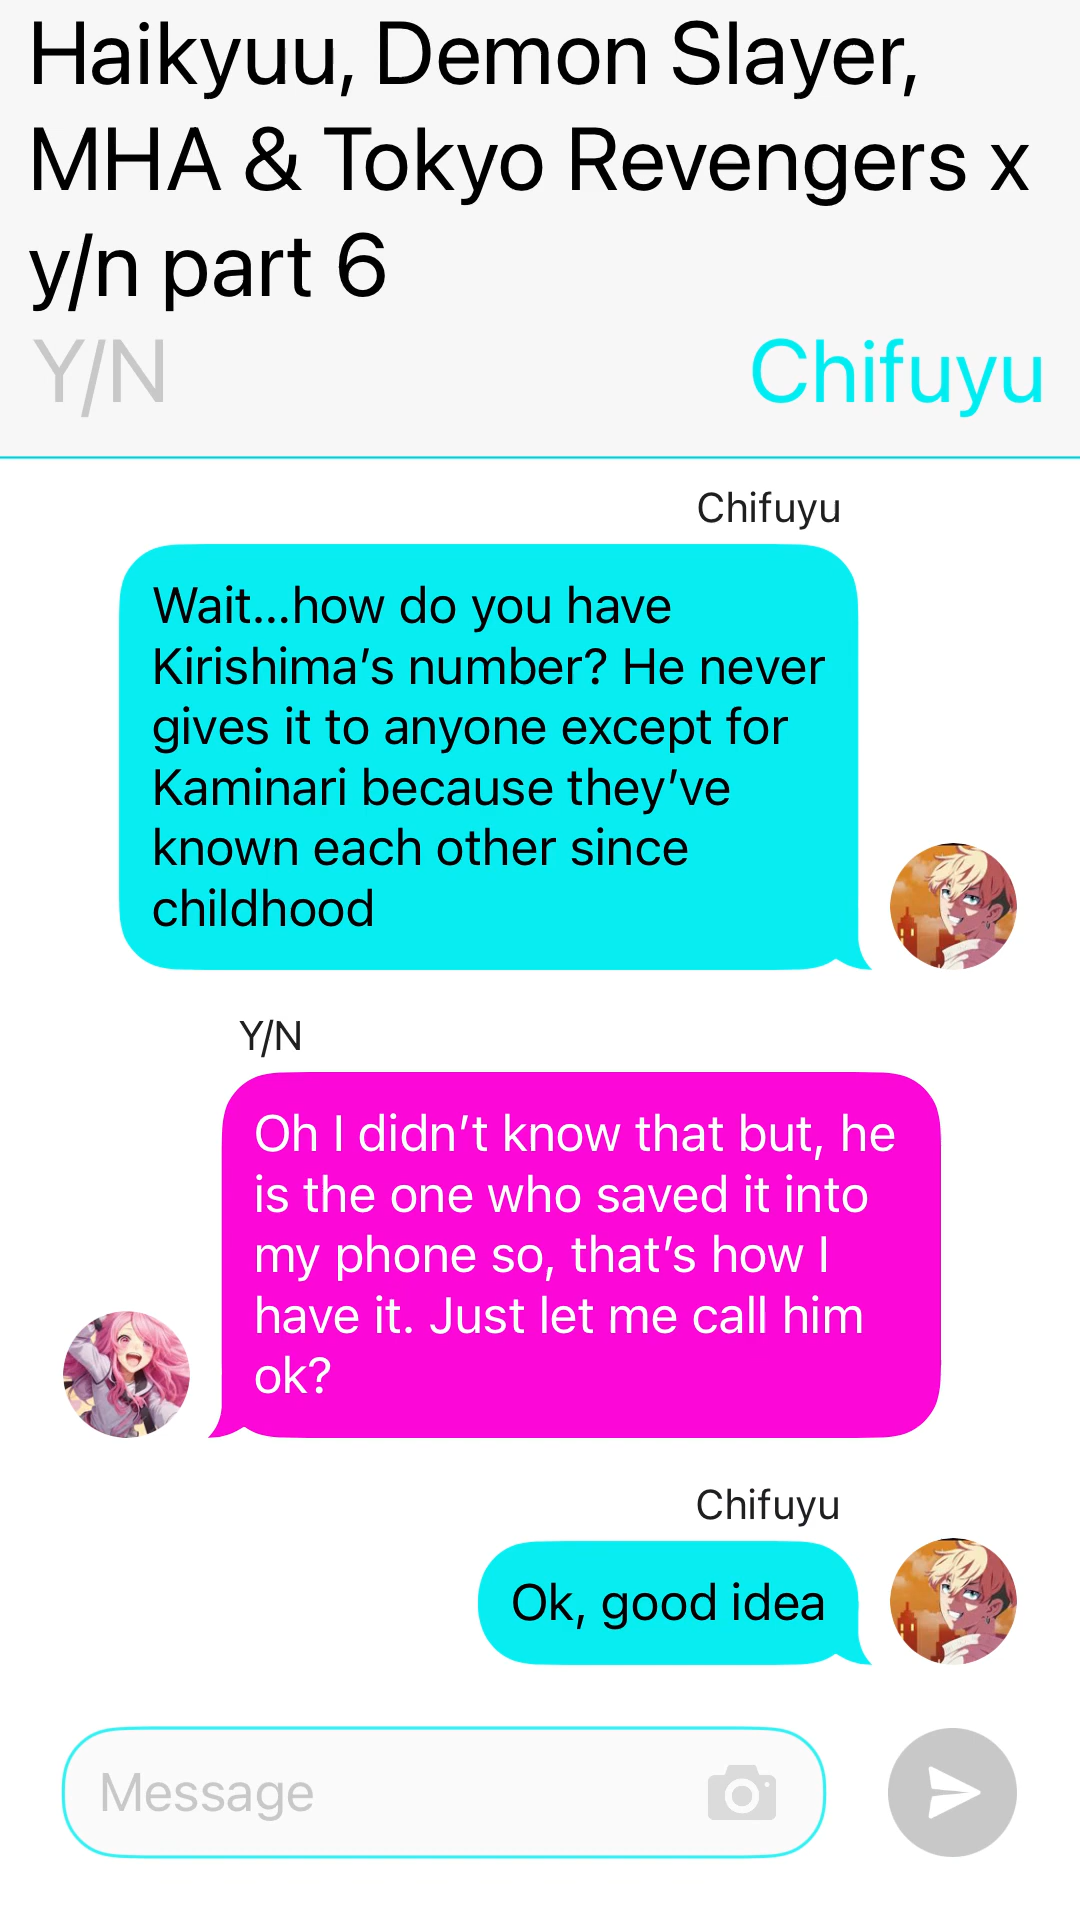 Haikyuu, Demon Slayer,
MHA & Tokyo Revengers x
y/n part 6
Y/N
Chifuyu
Chifuyu
Wait...how do you have
Kirishima’s number? He never
gives it to anyone except for
Kaminari because they’ve
known each other since
childhood
Y/N
Oh I didn’t know that but, he
is the one who saved it into
my phone so, that’s how I
have it. Just let me call him
ok?
Chifuyu
Ok, good idea
Message